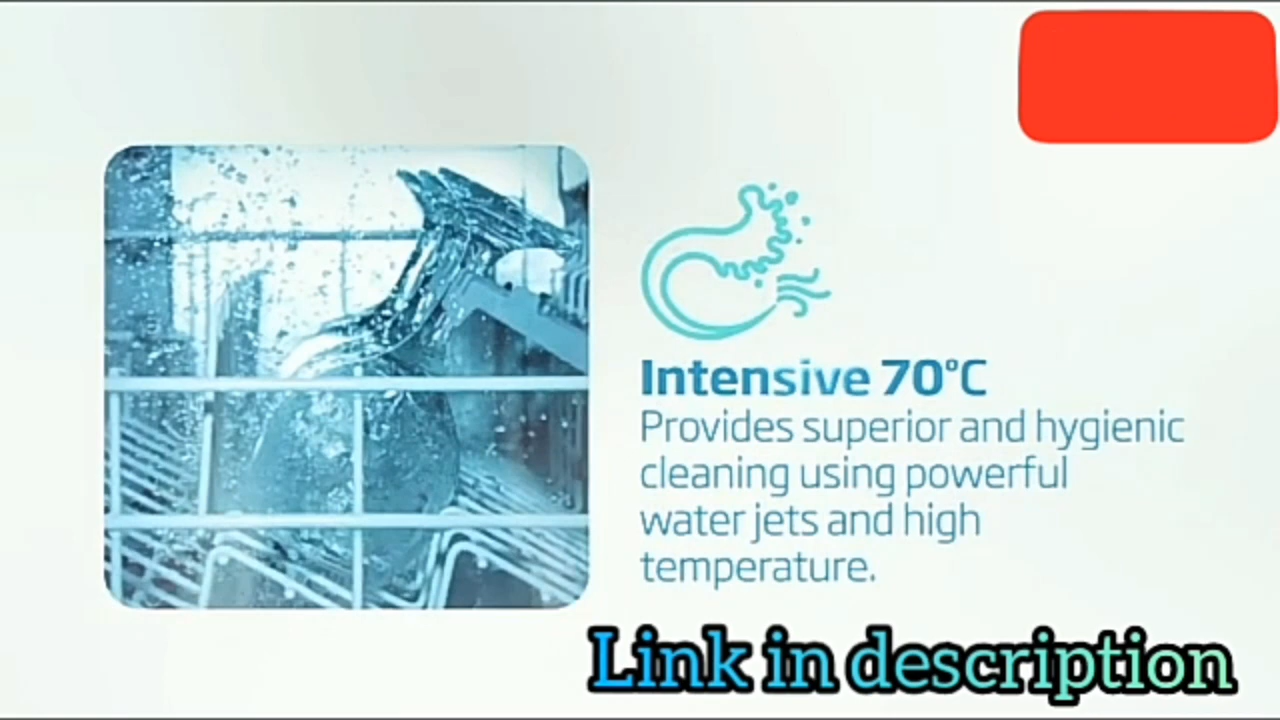 Intensive 70°C
Provides superior and hygienic
cleaning using powerful
water jets and high
temperature.
Link in description